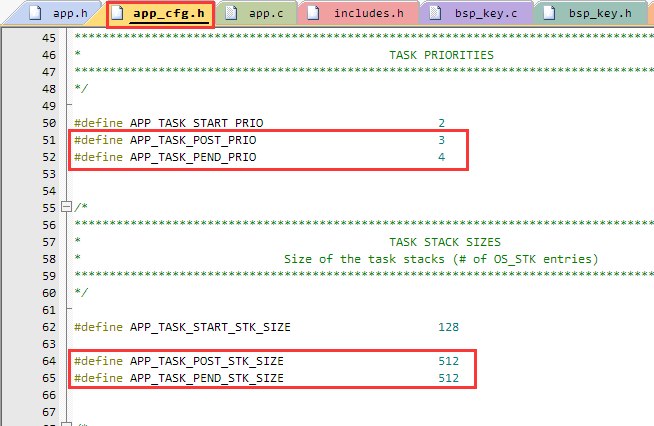 app.h app_cfg.h app.c includes.h bsp_key.c bsp_key.h
45 ***********************************************************************************
46 * TASK PRIORITIES
47 ***********************************************************************************
48 */
49
50 #define APP_TASK_START_PRIO 2
51 #define APP_TASK_POST_PRIO 3
52 #define APP_TASK_PEND_PRIO 4
53
54
55 /*
56 ***********************************************************************************
57 * TASK STACK SIZES
58 * Size of the task stacks (# of OS_STK entries)
59 ***********************************************************************************
60 */
61
62 #define APP_TASK_START_STK_SIZE 128
63
64 #define APP_TASK_POST_STK_SIZE 512
65 #define APP_TASK_PEND_STK_SIZE 512
66
67